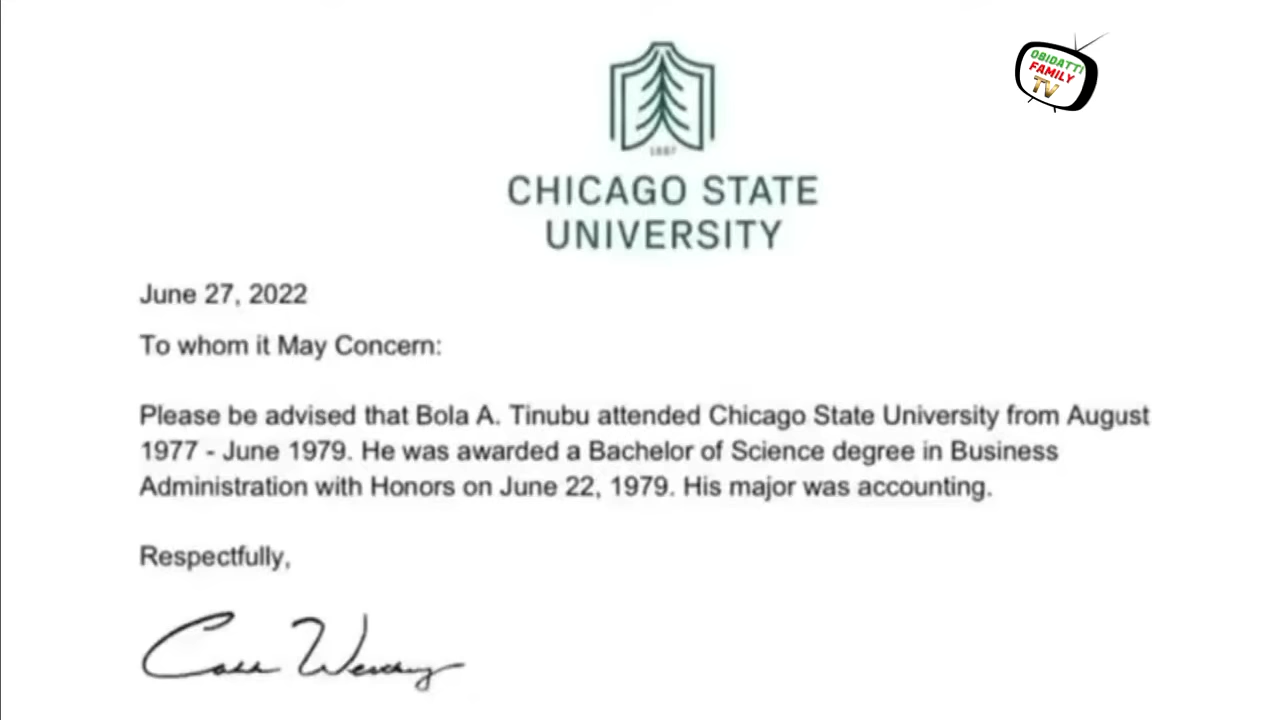 OBIDATTI
FAMILY
TV
1867
CHICAGO STATE
UNIVERSITY
June 27, 2022
To whom it May Concern:
Please be advised that Bola A. Tinubu attended Chicago State University from August
1977 - June 1979. He was awarded a Bachelor of Science degree in Business
Administration with Honors on June 22, 1979. His major was accounting.
Respectfully,